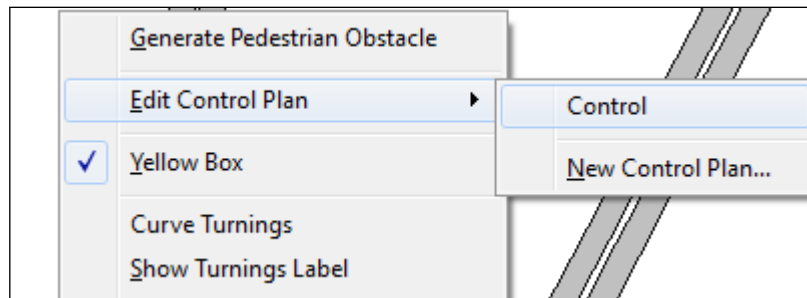 Generate Pedestrian Obstacle
Edit Control Plan
Control
Yellow Box
New Control Plan...
Curve Turnings
Show Turnings Label